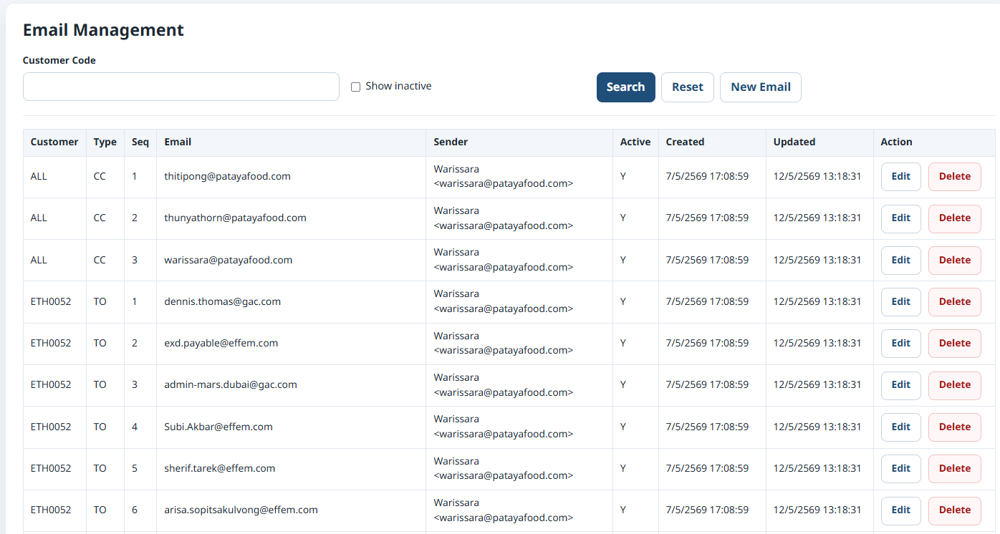 Email Management
Customer Code
Show inactive Search Reset New Email
Customer Type Seq Email Sender Active Created Updated Action
ALL CC 1 thitipong@patayafood.com Warissara <warissara@patayafood.com> Y 7/5/2569 17:08:59 12/5/2569 13:18:31 Edit Delete
ALL CC 2 thunyathorn@patayafood.com Warissara <warissara@patayafood.com> Y 7/5/2569 17:08:59 12/5/2569 13:18:31 Edit Delete
ALL CC 3 warissara@patayafood.com Warissara <warissara@patayafood.com> Y 7/5/2569 17:08:59 12/5/2569 13:18:31 Edit Delete
ETH0052 TO 1 dennis.thomas@gac.com Warissara <warissara@patayafood.com> Y 7/5/2569 17:08:59 12/5/2569 13:18:31 Edit Delete
ETH0052 TO 2 exd.payable@effem.com Warissara <warissara@patayafood.com> Y 7/5/2569 17:08:59 12/5/2569 13:18:31 Edit Delete
ETH0052 TO 3 admin-mars.dubai@gac.com Warissara <warissara@patayafood.com> Y 7/5/2569 17:08:59 12/5/2569 13:18:31 Edit Delete
ETH0052 TO 4 Subi.Akbar@effem.com Warissara <warissara@patayafood.com> Y 7/5/2569 17:08:59 12/5/2569 13:18:31 Edit Delete
ETH0052 TO 5 sherif.tarek@effem.com Warissara <warissara@patayafood.com> Y 7/5/2569 17:08:59 12/5/2569 13:18:31 Edit Delete
ETH0052 TO 6 arisa.sopitsakulvong@effem.com Warissara <warissara@patayafood.com> Y 7/5/2569 17:08:59 12/5/2569 13:18:31 Edit Delete